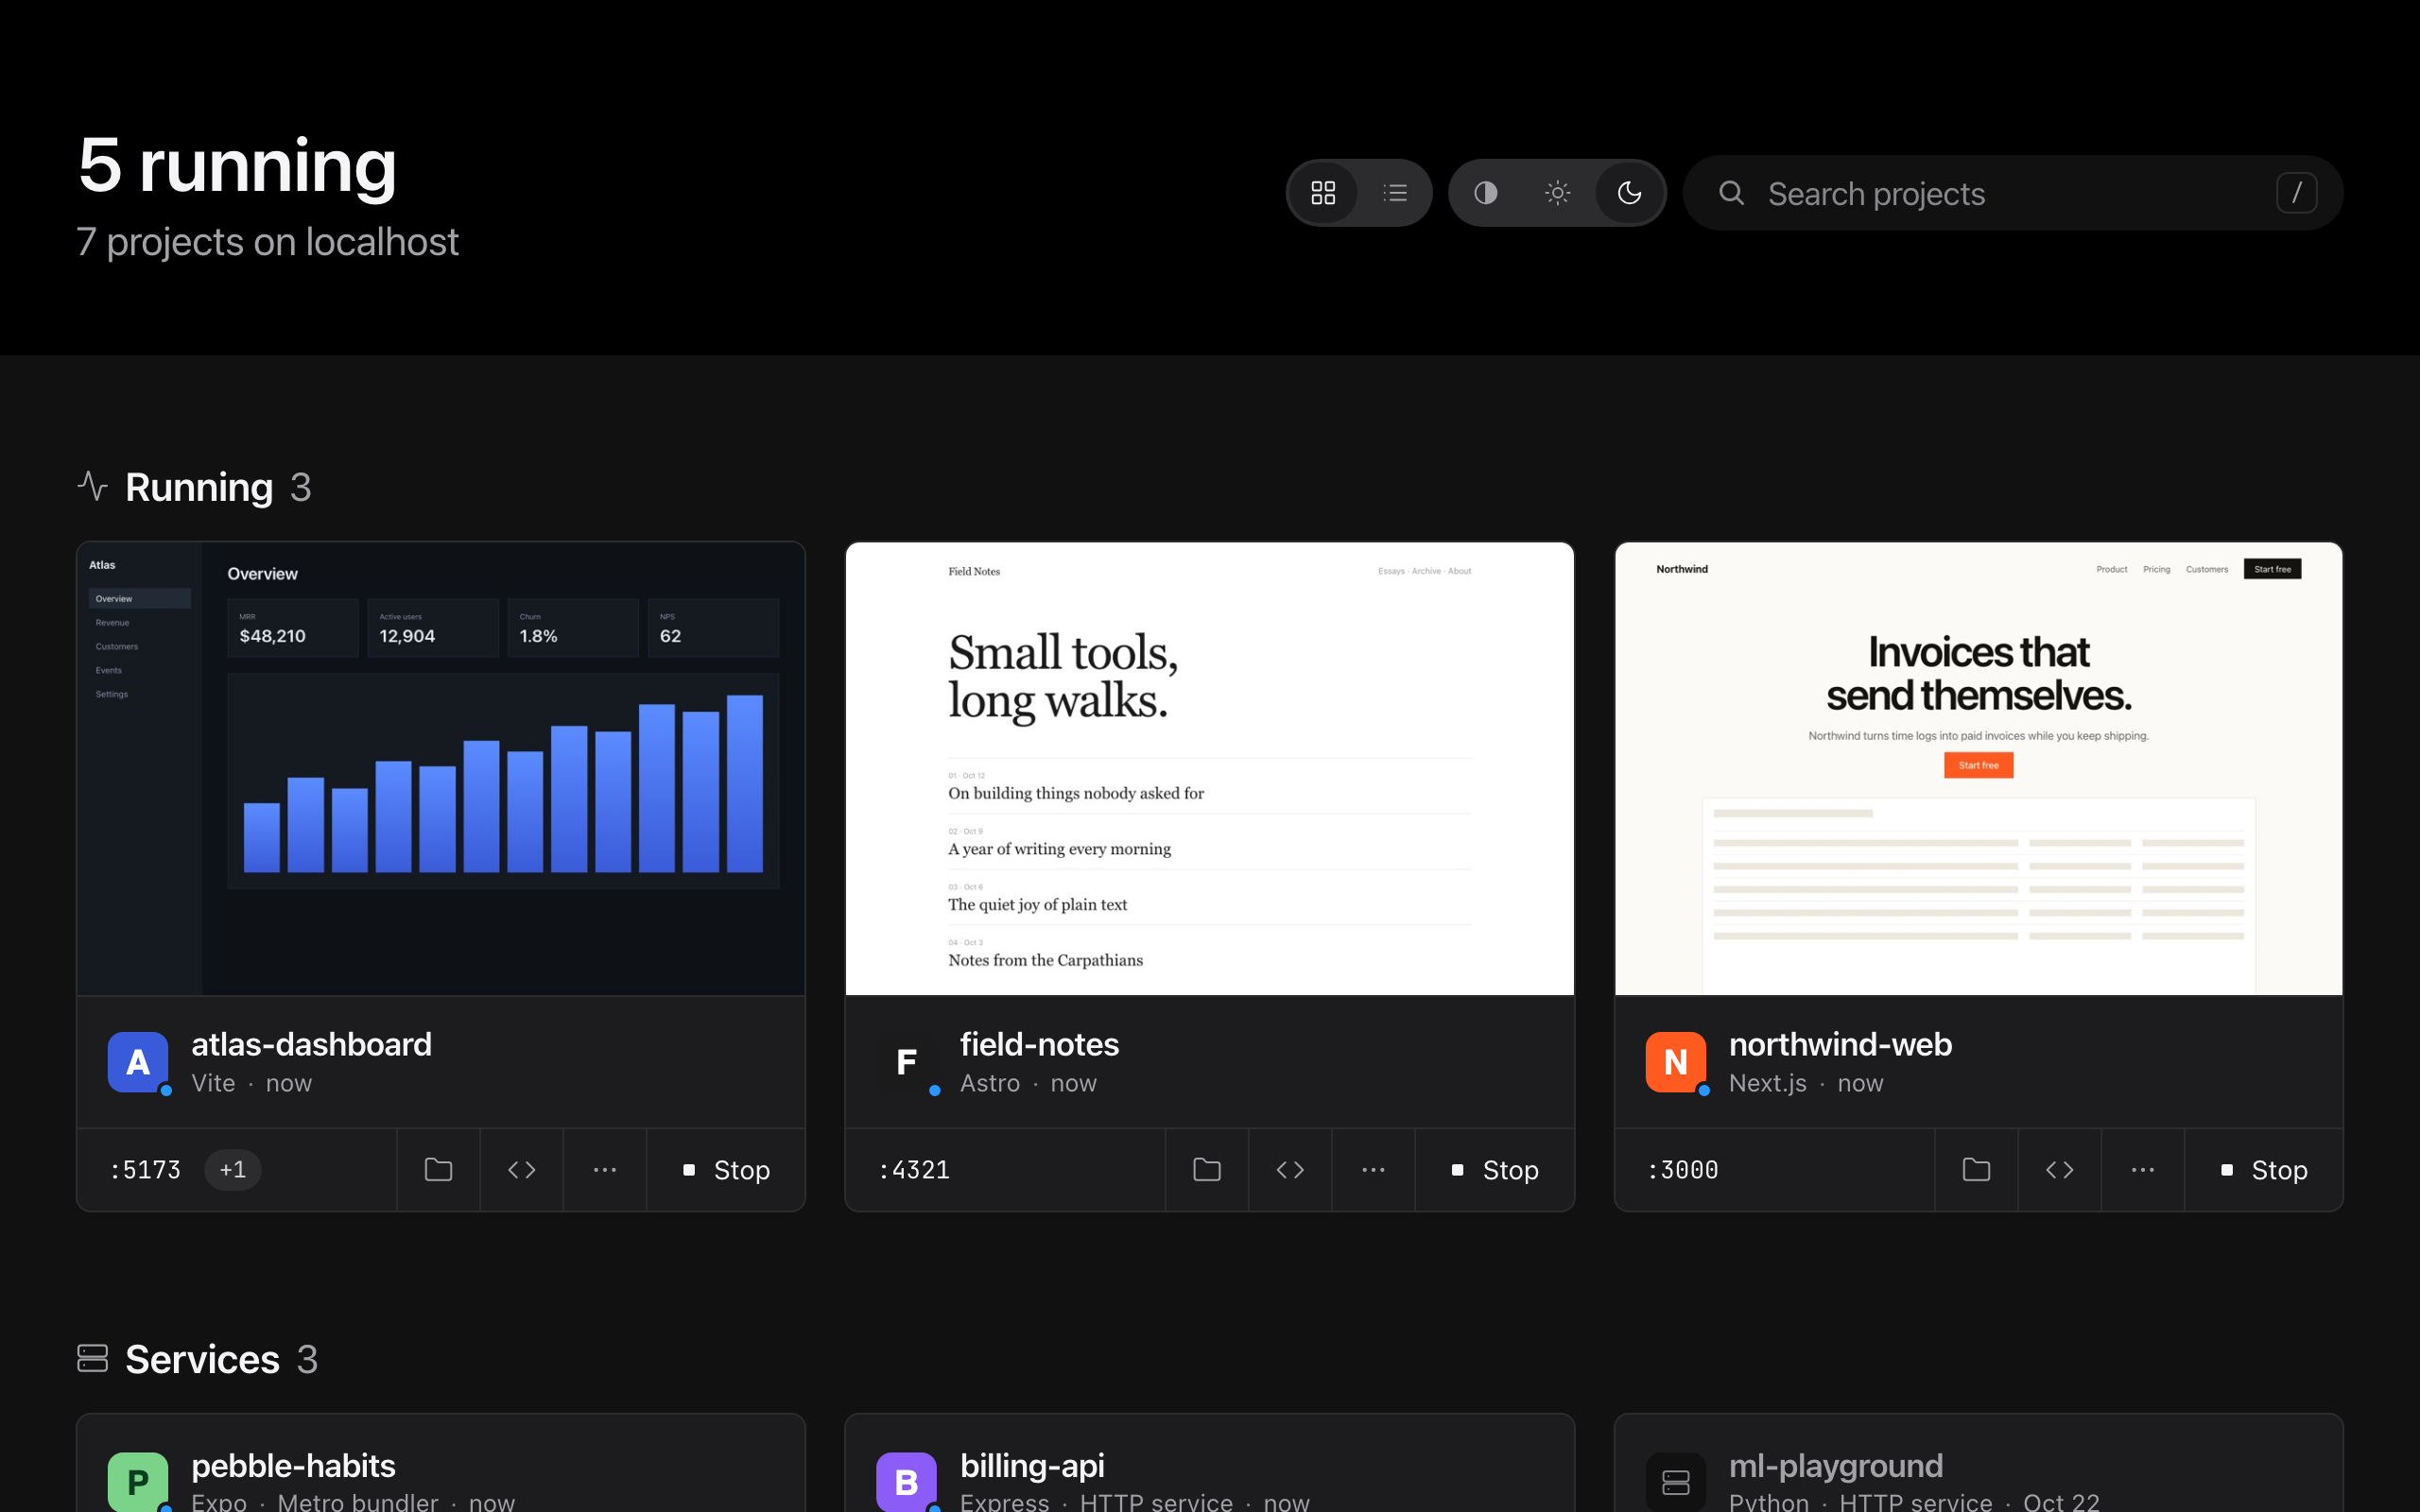 5 running
7 projects on localhost
Search projects
/
Running 3
Atlas
Overview
Revenue
Customers
Events
Settings
Overview
MRR
$48,210
Active users
12,904
Churn
1.8%
NPS
62
Field Notes
Essays · Archive · About
Small tools,
long walks.
01 · Oct 12
On building things nobody asked for
02 · Oct 9
A year of writing every morning
03 · Oct 6
The quiet joy of plain text
04 · Oct 3
Notes from the Carpathians
Northwind
Product Pricing Customers Start free
Invoices that
send themselves.
Northwind turns time logs into paid invoices while you keep shipping.
Start free
A
atlas-dashboard
Vite · now
:5173 +1 Stop
F
field-notes
Astro · now
:4321 Stop
N
northwind-web
Next.js · now
:3000 Stop
Services 3
P
pebble-habits
Expo · Metro bundler · now
B
billing-api
Express · HTTP service · now
ml-playground
Python · HTTP service · Oct 22